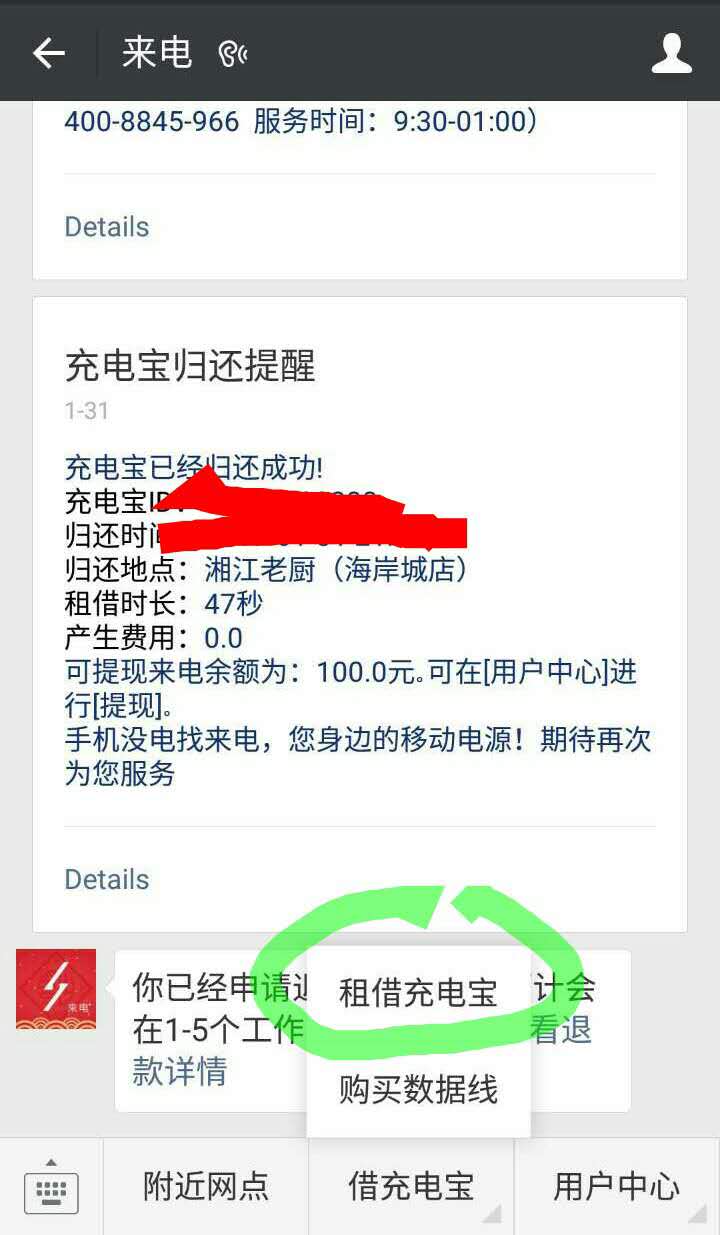 来电
400-8845-966 服务时间：9:30-01:00）
Details
充电宝归还提醒
1-31
充电宝已经归还成功!
充电宝ID:
归还时间
归还地点：湘江老厨（海岸城店）
租借时长：47秒
产生费用：0.0
可提现来电余额为：100.0元。可在[用户中心]进
行[提现]。
手机没电找来电，您身边的移动电源！期待再次
为您服务
Details
来电
你已经申请 计会
在1-5个工作 看退
款详情
租借充电宝
购买数据线
附近网点
借充电宝
用户中心